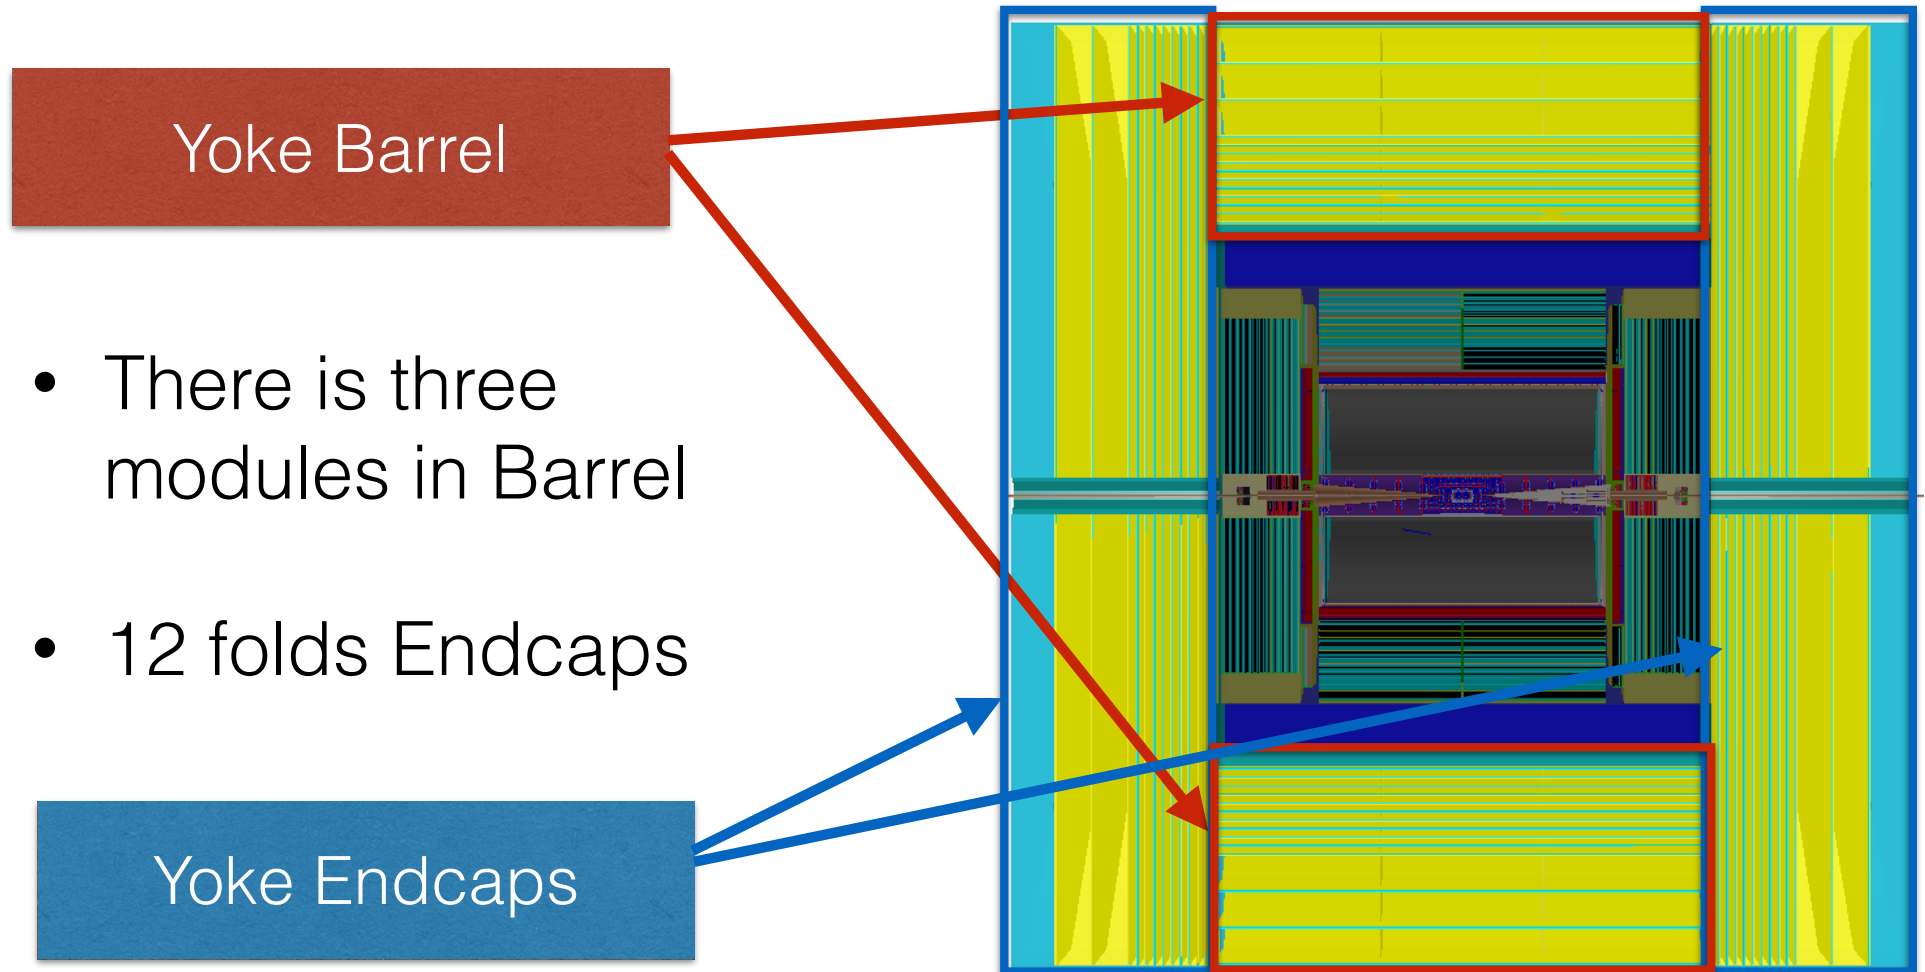 Yoke Barrel
• There is three
modules in Barrel
• 12 folds Endcaps
Yoke Endcaps